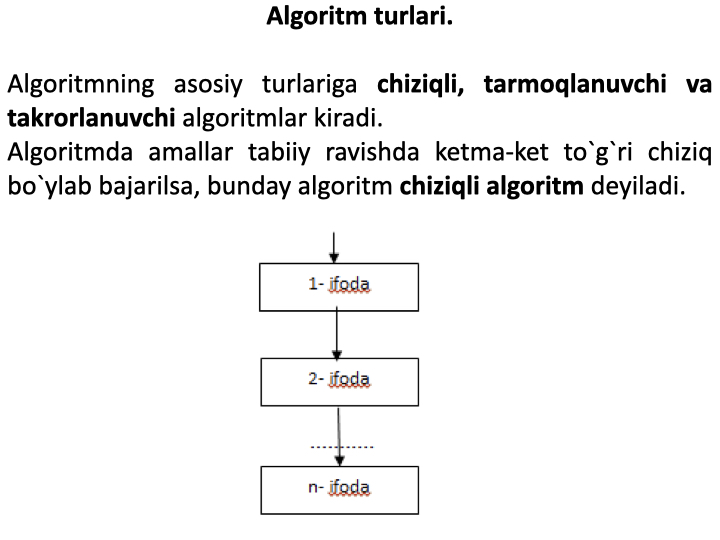 Algoritm turlari.
Algoritmning asosiy turlariga chiziqli, tarmoqlanuvchi va
takrorlanuvchi algoritmlar kiradi.
Algoritmda amallar tabiiy ravishda ketma-ket to`g`ri chiziq
bo`ylab bajarilsa, bunday algoritm chiziqli algoritm deyiladi.
1- ifoda
2- ifoda
n- ifoda